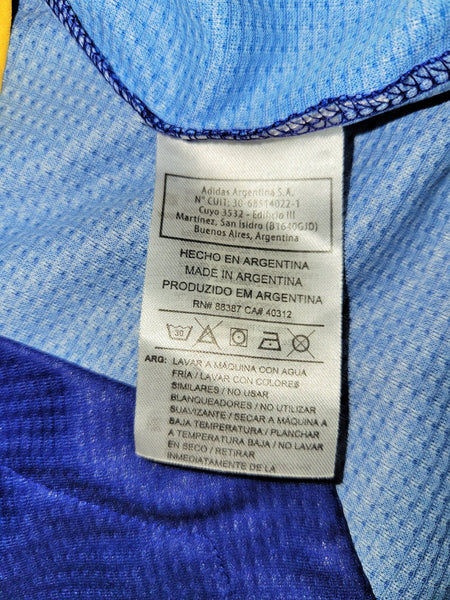 Adidas Argentina S.A.
N° CUIT: 30-68514022-1
Cuyo 3532 - Edificio III
Martínez, San Isidro (B1640GJD)
Buenos Aires, Argentina
HECHO EN ARGENTINA
MADE IN ARGENTINA
PRODUZIDO EM ARGENTINA
RN# 88387 CA# 40312
30
ARG: LAVAR A MÁQUINA CON AGUA
FRÍA / LAVAR CON COLORES
SIMILARES / NO USAR
BLANQUEADORES / NO UTILIZAR
SUAVIZANTE / SECAR A MÁQUINA A
BAJA TEMPERATURA / PLANCHAR
A TEMPERATURA BAJA / NO LAVAR
EN SECO / RETIRAR
INMEDIATAMENTE DE LA